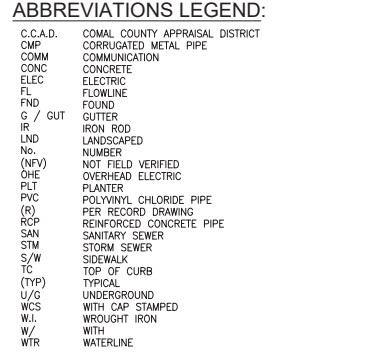 ABBREVIATIONS LEGEND:
C.C.A.D. COMAL COUNTY APPRAISAL DISTRICT
CMP CORRUGATED METAL PIPE
COMM COMMUNICATION
CONC CONCRETE
ELEC ELECTRIC
FL FLOWLINE
FND FOUND
G / GUT GUTTER
IR IRON ROD
LND LANDSCAPED
No. NUMBER
(NFV) NOT FIELD VERIFIED
OHE OVERHEAD ELECTRIC
PLT PLANTER
PVC POLYVINYL CHLORIDE PIPE
(R) PER RECORD DRAWING
RCP REINFORCED CONCRETE PIPE
SAN SANITARY SEWER
STM STORM SEWER
S/W SIDEWALK
TC TOP OF CURB
(TYP) TYPICAL
U/G UNDERGROUND
WCS WITH CAP STAMPED
W.I. WROUGHT IRON
W/ WITH
WTR WATERLINE